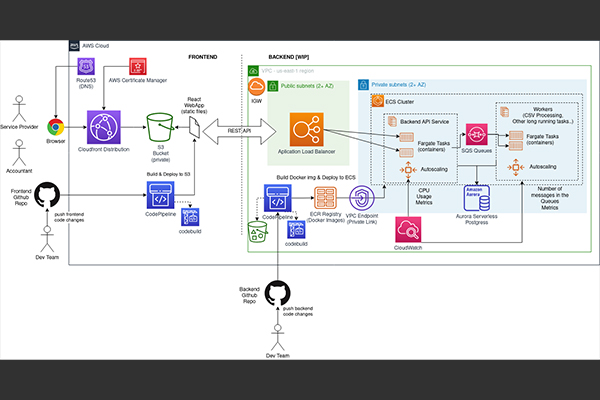 AWS Cloud
FRONTEND
BACKEND [WIP]
Route53
(DNS)
AWS Certificate Manager
VPC - us-east-1 region
IGW
Public subnets (2+ AZ)
Private subnets (2+ AZ)
ECS Cluster
React
WebApp
(static files)
Service Provider
Browser
Cloudfront Distribution
S3
Bucket
(private)
REST API
Aplication Load Balancer
Backend API Service
Fargate Tasks
(containers)
Autoscaling
SQS Queues
Workers
(CSV Processing,
Other long running tasks..)
Fargate Tasks
(containers)
Autoscaling
Accountant
Build & Deploy to S3
Build Docker img & Deploy to ECS
Frontend
Github
Repo
CodePipeline
codebuild
push frontend
code changes
Dev Team
CodePipeline
codebuild
ECR Registry
(Docker Images)
VPC Endpoint
(Private Link)
CPU
Usage
Metrics
CloudWatch
Amazon
Aurora
Aurora Serverless
Postgress
Number of
messages in the
Queues
Metrics
Backend
Github
Repo
push backend
code changes
Dev Team